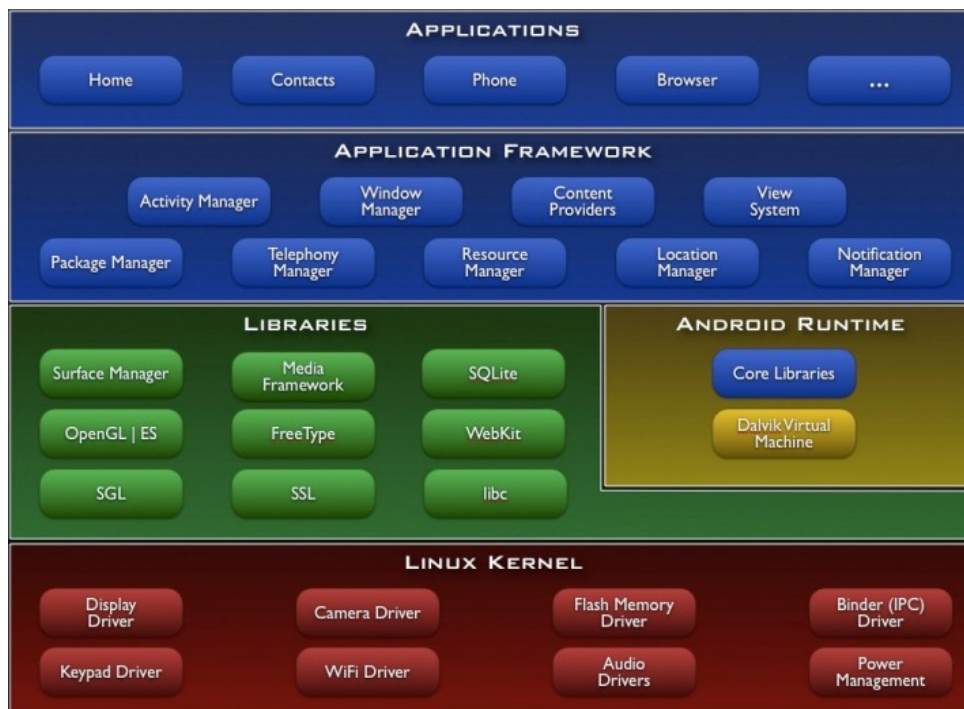 APPLICATIONS
Home
Contacts
Phone
Browser
...
APPLICATION FRAMEWORK
Activity Manager
Window
Manager
Content
Providers
View
System
Package Manager
Telephony
Manager
Resource
Manager
Location
Manager
Notification
Manager
LIBRARIES
Surface Manager
Media
Framework
SQLite
OpenGL | ES
FreeType
WebKit
SGL
SSL
libc
ANDROID RUNTIME
Core Libraries
Dalvik Virtual
Machine
LINUX KERNEL
Display
Driver
Camera Driver
Flash Memory
Driver
Binder (IPC)
Driver
Keypad Driver
WiFi Driver
Audio
Drivers
Power
Management